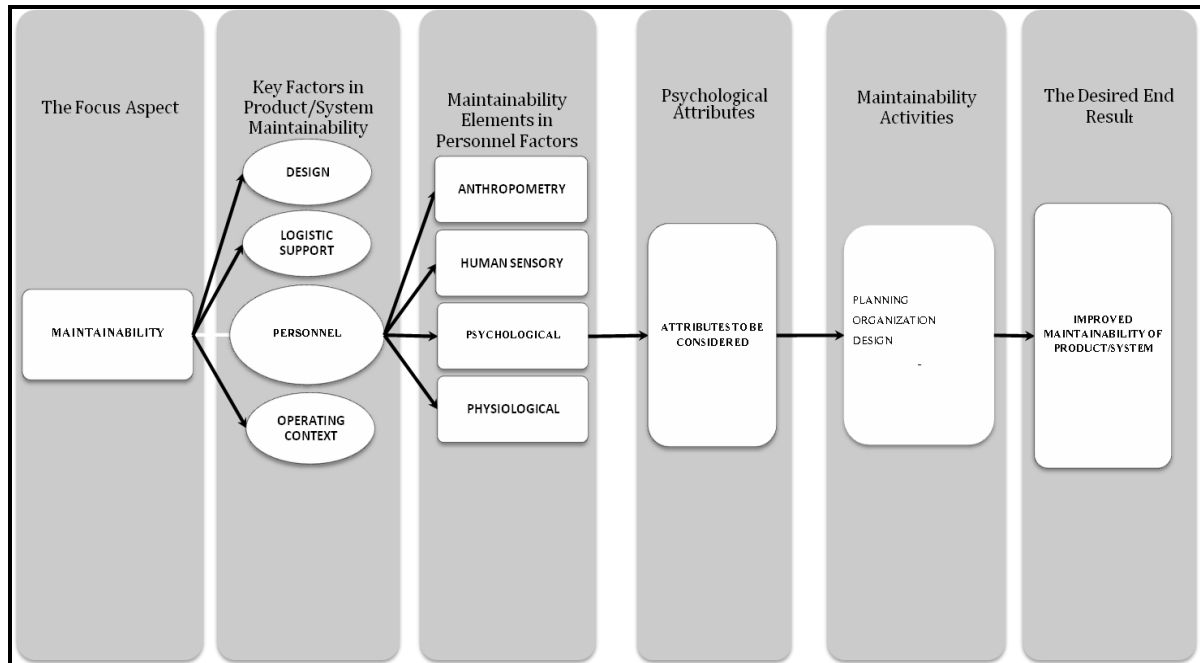 The Focus Aspect
Key Factors in
Product/System
Maintainability
DESIGN
LOGISTIC
SUPPORT
PERSONNEL
OPERATING
CONTEXT
MAINTAINABILITY
Maintainability
Elements in
Personnel Factors
ANTHROPOMETRY
HUMAN SENSORY
PSYCHOLOGICAL
PHYSIOLOGICAL
Psychological
Attributes
ATTRIBUTES TO BE
CONSIDERED
Maintainability
Activities
PLANNING
ORGANIZATION
DESIGN
-
The Desired End
Result
IMPROVED
MAINTAINABILITY OF
PRODUCT/SYSTEM